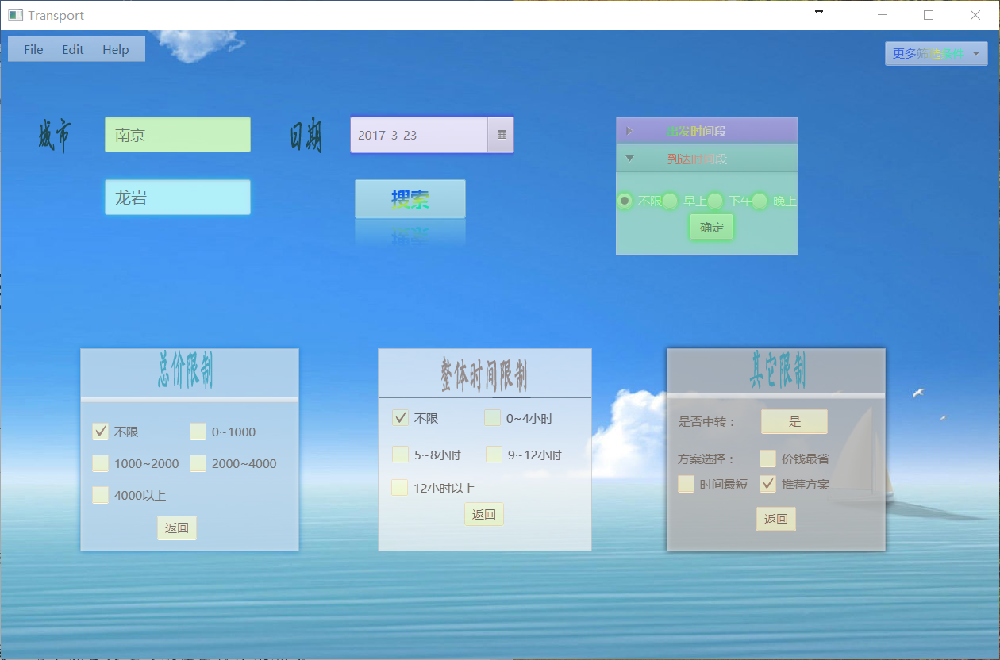 Transport
File Edit Help
更多筛选条件
城市 南京 日期 2017-3-23
出发时间段
到达时间段
龙岩 搜索
不限 早上 下午 晚上
确定
总价限制 整体时间限制 其它限制
不限 0~1000
1000~2000 2000~4000
4000以上
返回
不限 0~4小时
5~8小时 9~12小时
12小时以上
返回
是否中转： 是
方案选择： 价钱最省
时间最短 推荐方案
返回